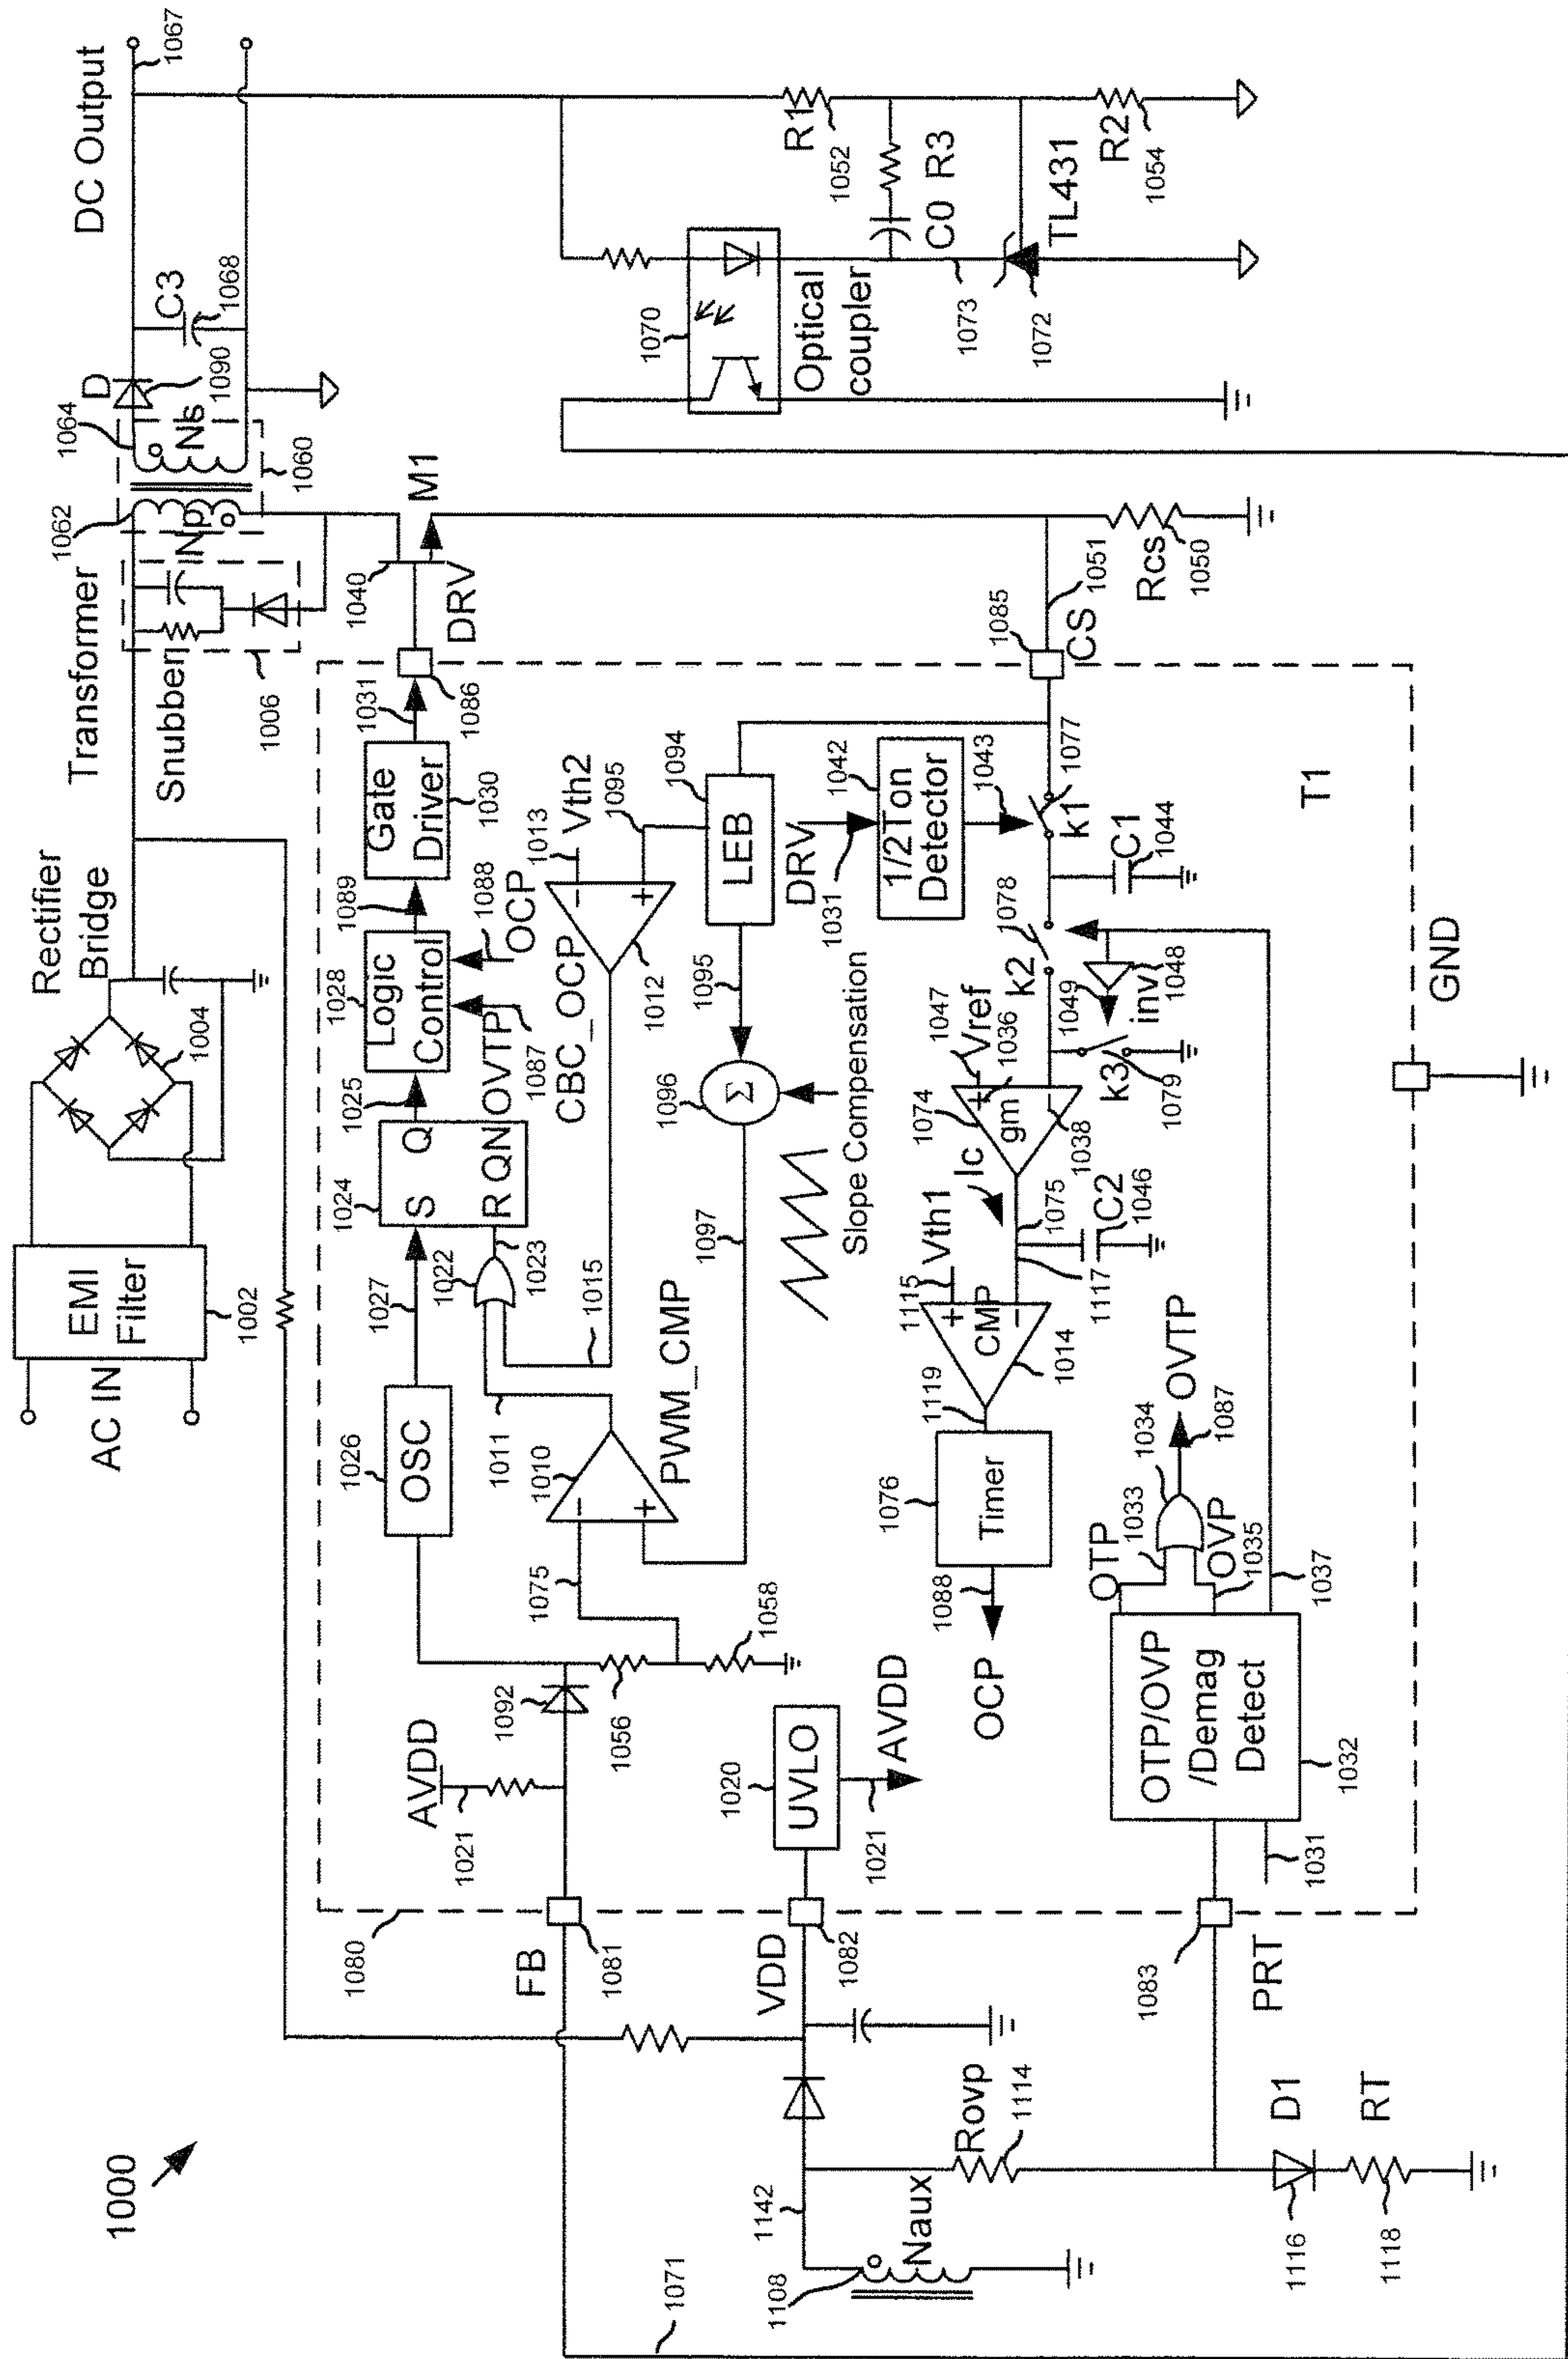 1000
AC IN
EMI
Filter
1002
Rectifier
Bridge
1004
Transformer
Snubber
1006
1062
Np
1060
1064
Ns
D
1090
C3
1068
DC Output
1067
1080
AVDD
1021
1092
1056
1058
1075
OSC
1026
1027
1011
1010
PWM_CMP
1022
1023
1015
1024
S
Q
R
QN
1025
Logic
Control
1028
1087
OVTP
1088
OCP
1089
Gate
Driver
1030
1031
1086
DRV
1040
M1
CBC_OCP
1012
1013
Vth2
1095
LEB
1094
1095
Σ
1096
1097
Slope Compensation
DRV
1031
1/2Ton
Detector
1042
1043
1085
CS
1051
Rcs
1050
1070
Optical
coupler
R1
1052
C0
R3
1073
TL431
1072
R2
1054
FB
1081
VDD
1082
UVLO
1020
1021
AVDD
OCP
1088
Timer
1076
1119
CMP
1014
1115
Vth1
1117
Ic
1075
C2
1046
1074
gm
Vref
1047
1036
1038
k2
1078
k3
1079
1049
inv
1048
k1
1077
C1
1044
T1
GND
1071
1108
Naux
1142
Rovp
1114
1083
PRT
D1
1116
RT
1118
OTP/OVP
/Demag
Detect
1032
1031
OTP
1033
1034
OVP
1035
OVTP
1087
1037